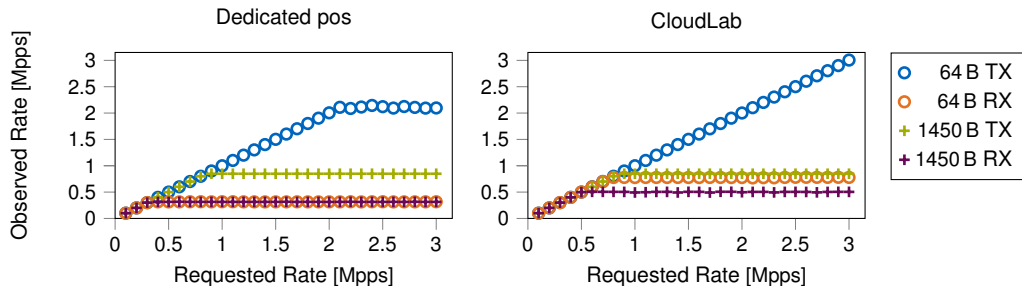 Dedicated pos
CloudLab
Observed Rate [Mpps]
3
2.5
2
1.5
1
0.5
0
0 0.5 1 1.5 2 2.5 3
Requested Rate [Mpps]
3
2.5
2
1.5
1
0.5
0
0 0.5 1 1.5 2 2.5 3
Requested Rate [Mpps]
64 B TX
64 B RX
1450 B TX
1450 B RX